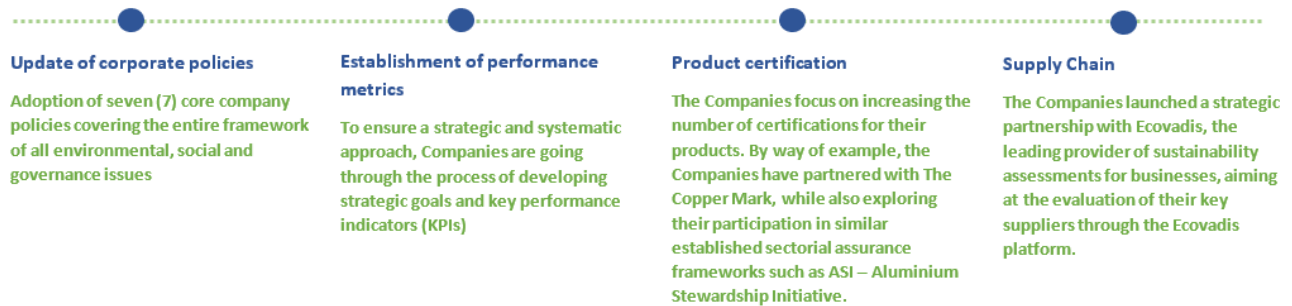 Update of corporate policies
Adoption of seven (7) core company
policies covering the entire framework
of all environmental, social and
governance issues
Establishment of performance
metrics
To ensure a strategic and systematic
approach, Companies are going
through the process of developing
strategic goals and key performance
indicators (KPIs)
Product certification
The Companies focus on increasing the
number of certifications for their
products. By way of example, the
Companies have partnered with The
Copper Mark, while also exploring
their participation in similar
established sectorial assurance
frameworks such as ASI – Aluminium
Stewardship Initiative.
Supply Chain
The Companies launched a strategic
partnership with Ecovadis, the
leading provider of sustainability
assessments for businesses, aiming
at the evaluation of their key
suppliers through the Ecovadis
platform.